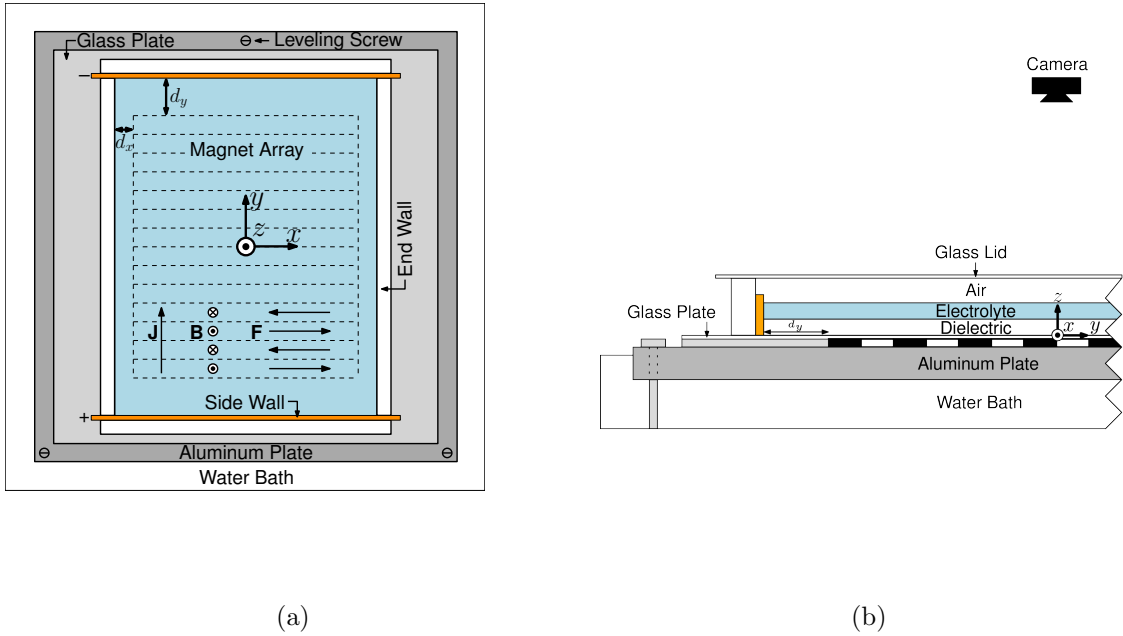 Glass Plate
Leveling Screw
−
d_y
d_x
Magnet Array
y
z
x
End Wall
J
B
F
Side Wall
+
Aluminum Plate
Water Bath
(a)
Camera
Glass Lid
Air
Glass Plate
Electrolyte
z
d_y
Dielectric
x
y
Aluminum Plate
Water Bath
(b)